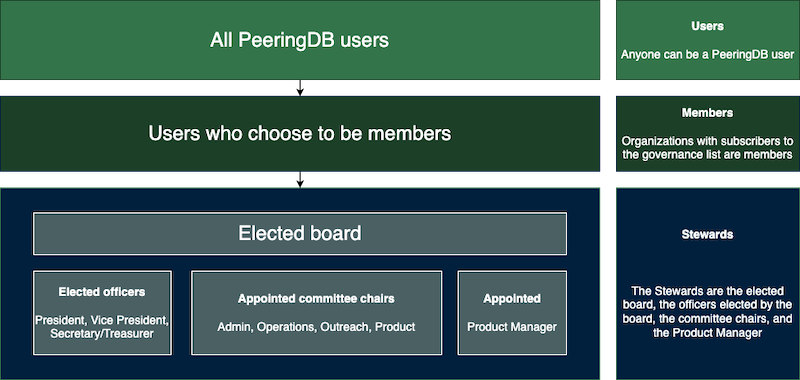 All PeeringDB users
Users
Anyone can be a PeeringDB user
Users who choose to be members
Members
Organizations with subscribers to
the governance list are members
Elected board
Elected officers
President, Vice President,
Secretary/Treasurer
Appointed committee chairs
Admin, Operations, Outreach, Product
Appointed
Product Manager
Stewards
The Stewards are the elected
board, the officers elected by the
board, the committee chairs, and
the Product Manager